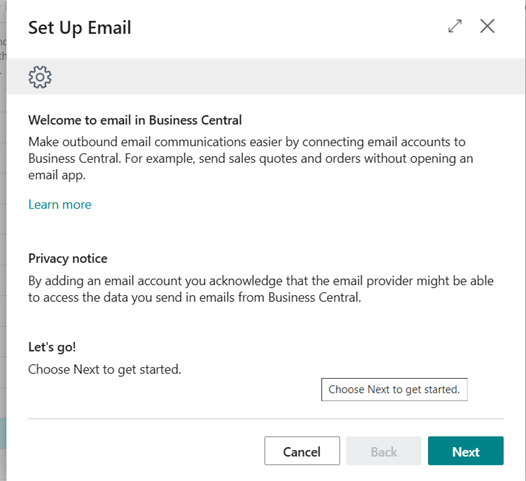 Set Up Email
Welcome to email in Business Central
Make outbound email communications easier by connecting email accounts to
Business Central. For example, send sales quotes and orders without opening an
email app.
Learn more
Privacy notice
By adding an email account you acknowledge that the email provider might be able
to access the data you send in emails from Business Central.
Let's go!
Choose Next to get started.
Choose Next to get started.
Cancel
Back
Next